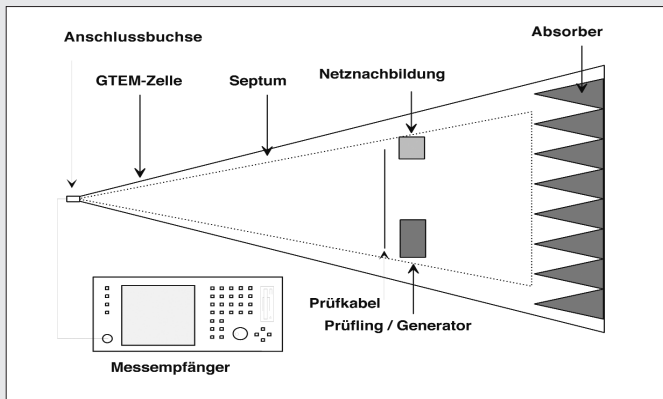 Anschlussbuchse
Absorber
GTEM-Zelle
Septum
Netznachbildung
Prüfkabel
Prüfling / Generator
Messempfänger